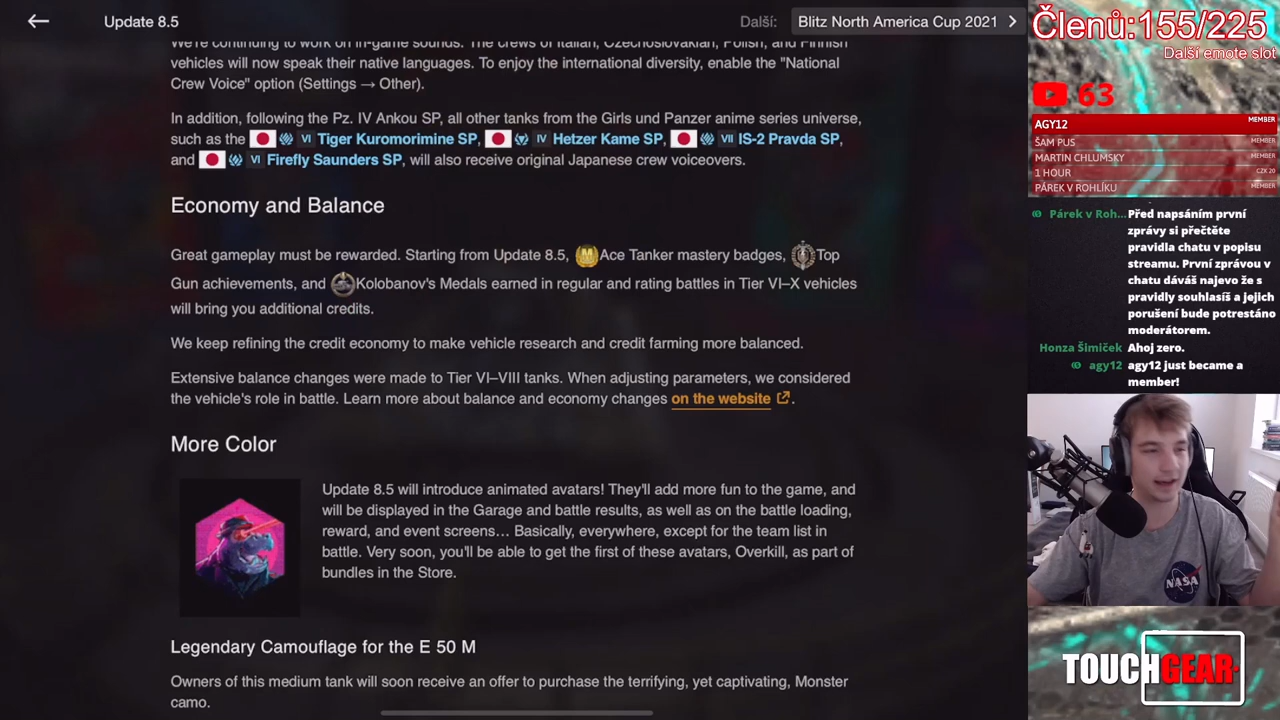 Update 8.5
Další:
Blitz North America Cup 2021
We're continuing to work on in-game sounds. The crews of Italian, Czechoslovakian, Polish, and Finnish
vehicles will now speak their native languages. To enjoy the international diversity, enable the "National
Crew Voice" option (Settings → Other).
In addition, following the Pz. IV Ankou SP, all other tanks from the Girls und Panzer anime series universe,
such as the VI Tiger Kuromorimine SP, IV Hetzer Kame SP, VII IS-2 Pravda SP,
and VI Firefly Saunders SP, will also receive original Japanese crew voiceovers.
Economy and Balance
Great gameplay must be rewarded. Starting from Update 8.5, Ace Tanker mastery badges, Top
Gun achievements, and Kolobanov's Medals earned in regular and rating battles in Tier VI–X vehicles
will bring you additional credits.
We keep refining the credit economy to make vehicle research and credit farming more balanced.
Extensive balance changes were made to Tier VI–VIII tanks. When adjusting parameters, we considered
the vehicle's role in battle. Learn more about balance and economy changes on the website.
More Color
Update 8.5 will introduce animated avatars! They'll add more fun to the game, and
will be displayed in the Garage and battle results, as well as on the battle loading,
reward, and event screens... Basically, everywhere, except for the team list in
battle. Very soon, you'll be able to get the first of these avatars, Overkill, as part of
bundles in the Store.
Legendary Camouflage for the E 50 M
Owners of this medium tank will soon receive an offer to purchase the terrifying, yet captivating, Monster
camo.
Členů:155/225
Další emote slot
63
AGY12 MEMBER
ŠAM PUS MEMBER
MARTIN CHLUMSKY MEMBER
1 HOUR CZK 20
PÁREK V ROHLÍKU MEMBER
Párek v Roh... Před napsáním první
zprávy si přečtěte
pravidla chatu v popisu
streamu. První zprávou v
chatu dáváš najevo že s
pravidly souhlasíš a jejich
porušení bude potrestáno
moderátorem.
Honza Šimiček Ahoj zero.
agy12 agy12 just became a
member!
NASA
TOUCHGEAR